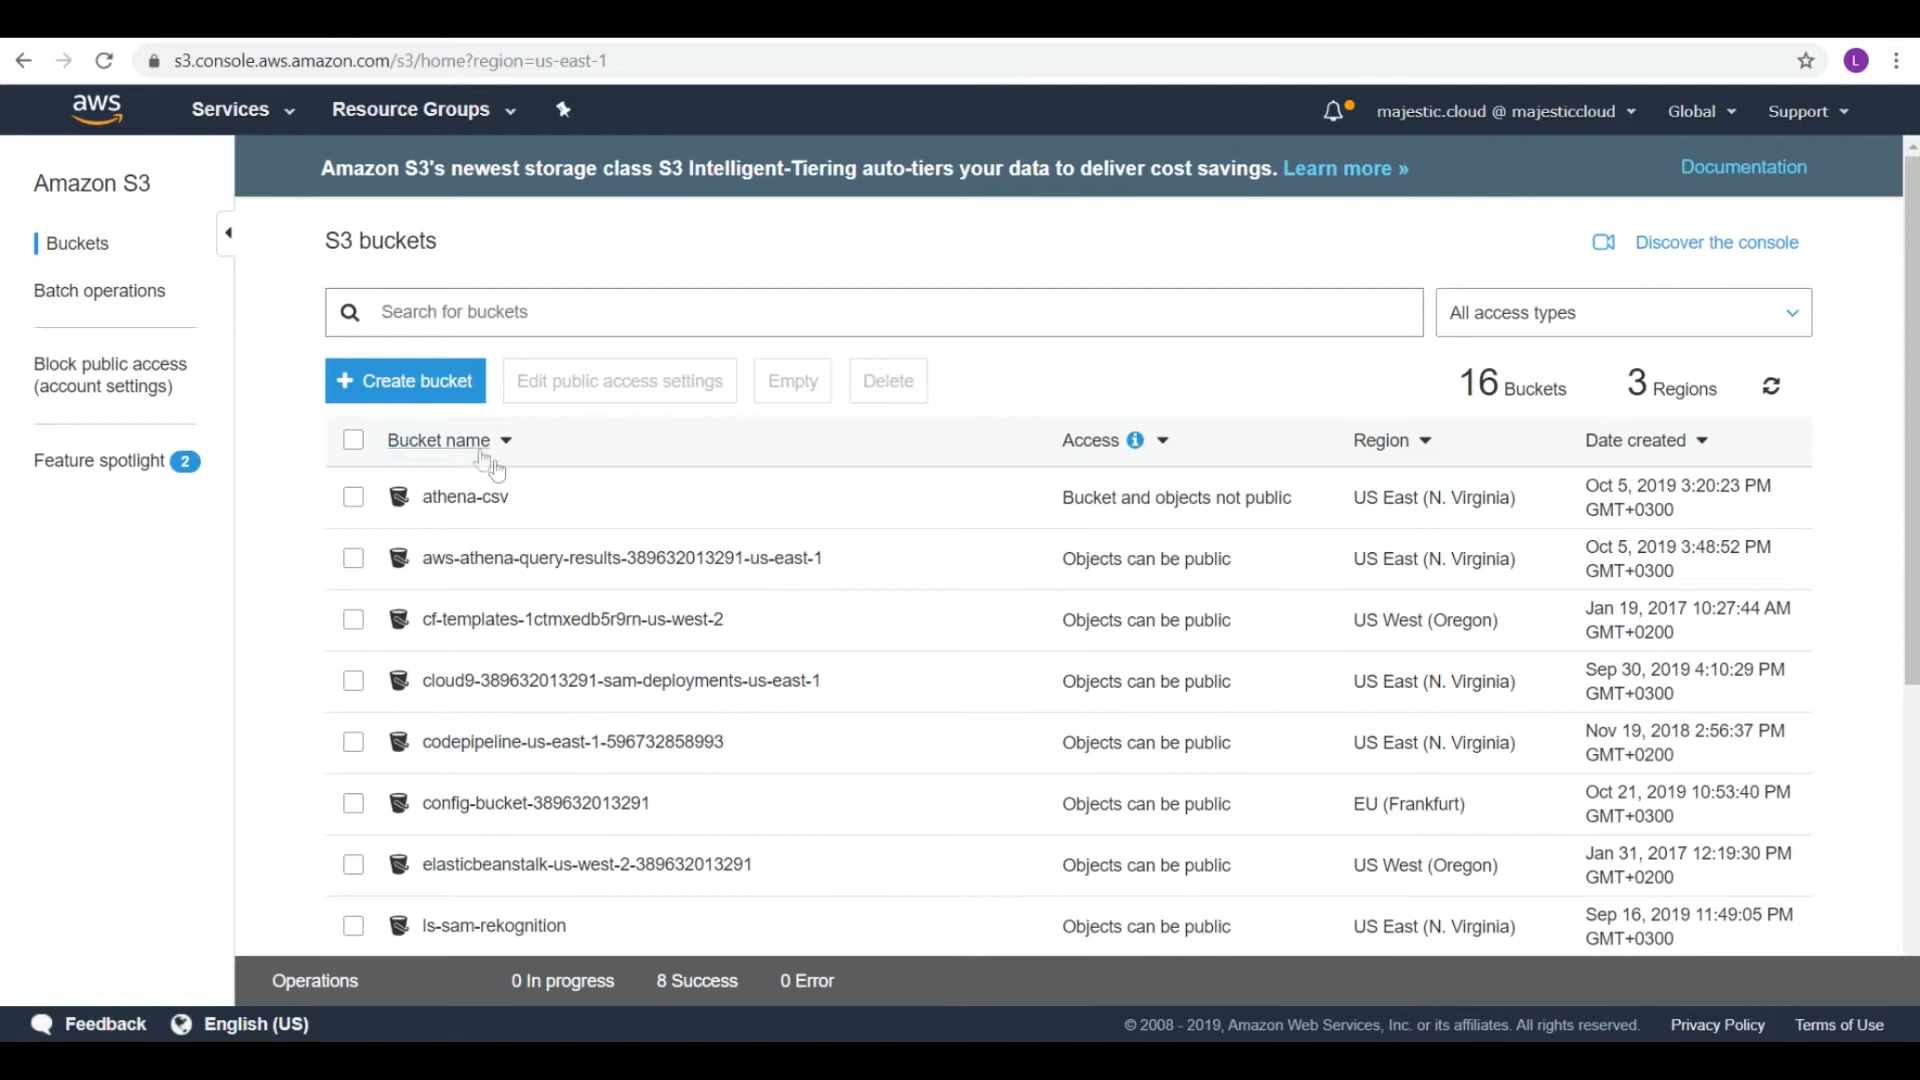 s3.console.aws.amazon.com/s3/home?region=us-east-1
L
aws
Services
Resource Groups
majestic.cloud @ majesticcloud
Global
Support
Amazon S3
Buckets
Batch operations
Block public access
(account settings)
Feature spotlight 2
Amazon S3's newest storage class S3 Intelligent-Tiering auto-tiers your data to deliver cost savings. Learn more »
Documentation
S3 buckets
Discover the console
Search for buckets
All access types
+ Create bucket
Edit public access settings
Empty
Delete
16 Buckets
3 Regions
Bucket name
Access i
Region
Date created
athena-csv
Bucket and objects not public
US East (N. Virginia)
Oct 5, 2019 3:20:23 PM
GMT+0300
aws-athena-query-results-389632013291-us-east-1
Objects can be public
US East (N. Virginia)
Oct 5, 2019 3:48:52 PM
GMT+0300
cf-templates-1ctmxedb5r9rn-us-west-2
Objects can be public
US West (Oregon)
Jan 19, 2017 10:27:44 AM
GMT+0200
cloud9-389632013291-sam-deployments-us-east-1
Objects can be public
US East (N. Virginia)
Sep 30, 2019 4:10:29 PM
GMT+0300
codepipeline-us-east-1-596732858993
Objects can be public
US East (N. Virginia)
Nov 19, 2018 2:56:37 PM
GMT+0200
config-bucket-389632013291
Objects can be public
EU (Frankfurt)
Oct 21, 2019 10:53:40 PM
GMT+0300
elasticbeanstalk-us-west-2-389632013291
Objects can be public
US West (Oregon)
Jan 31, 2017 12:19:30 PM
GMT+0200
ls-sam-rekognition
Objects can be public
US East (N. Virginia)
Sep 16, 2019 11:49:05 PM
GMT+0300
Operations
0 In progress
8 Success
0 Error
Feedback
English (US)
© 2008 - 2019, Amazon Web Services, Inc. or its affiliates. All rights reserved.
Privacy Policy
Terms of Use